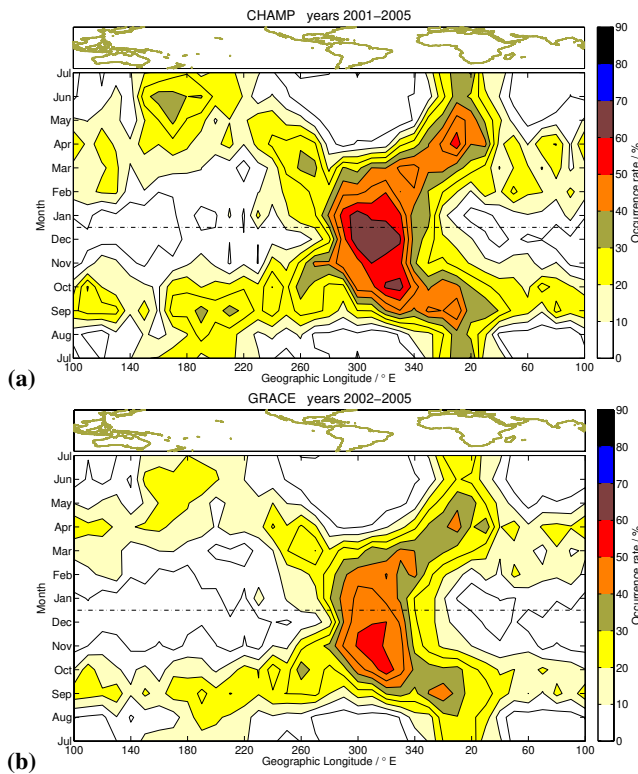 CHAMP years 2001−2005
Jul
Jun
May
Apr
Mar
Feb
Jan
Dec
Nov
Oct
Sep
Aug
Jul
Month
100 140 180 220 260 300 340 20 60 100
Geographic Longitude / ° E
90
80
70
60
50
40
30
20
10
0
Occurrence rate / %
(a)
GRACE years 2002−2005
Jul
Jun
May
Apr
Mar
Feb
Jan
Dec
Nov
Oct
Sep
Aug
Jul
Month
100 140 180 220 260 300 340 20 60 100
Geographic Longitude / ° E
90
80
70
60
50
40
30
20
10
0
Occurrence rate / %
(b)